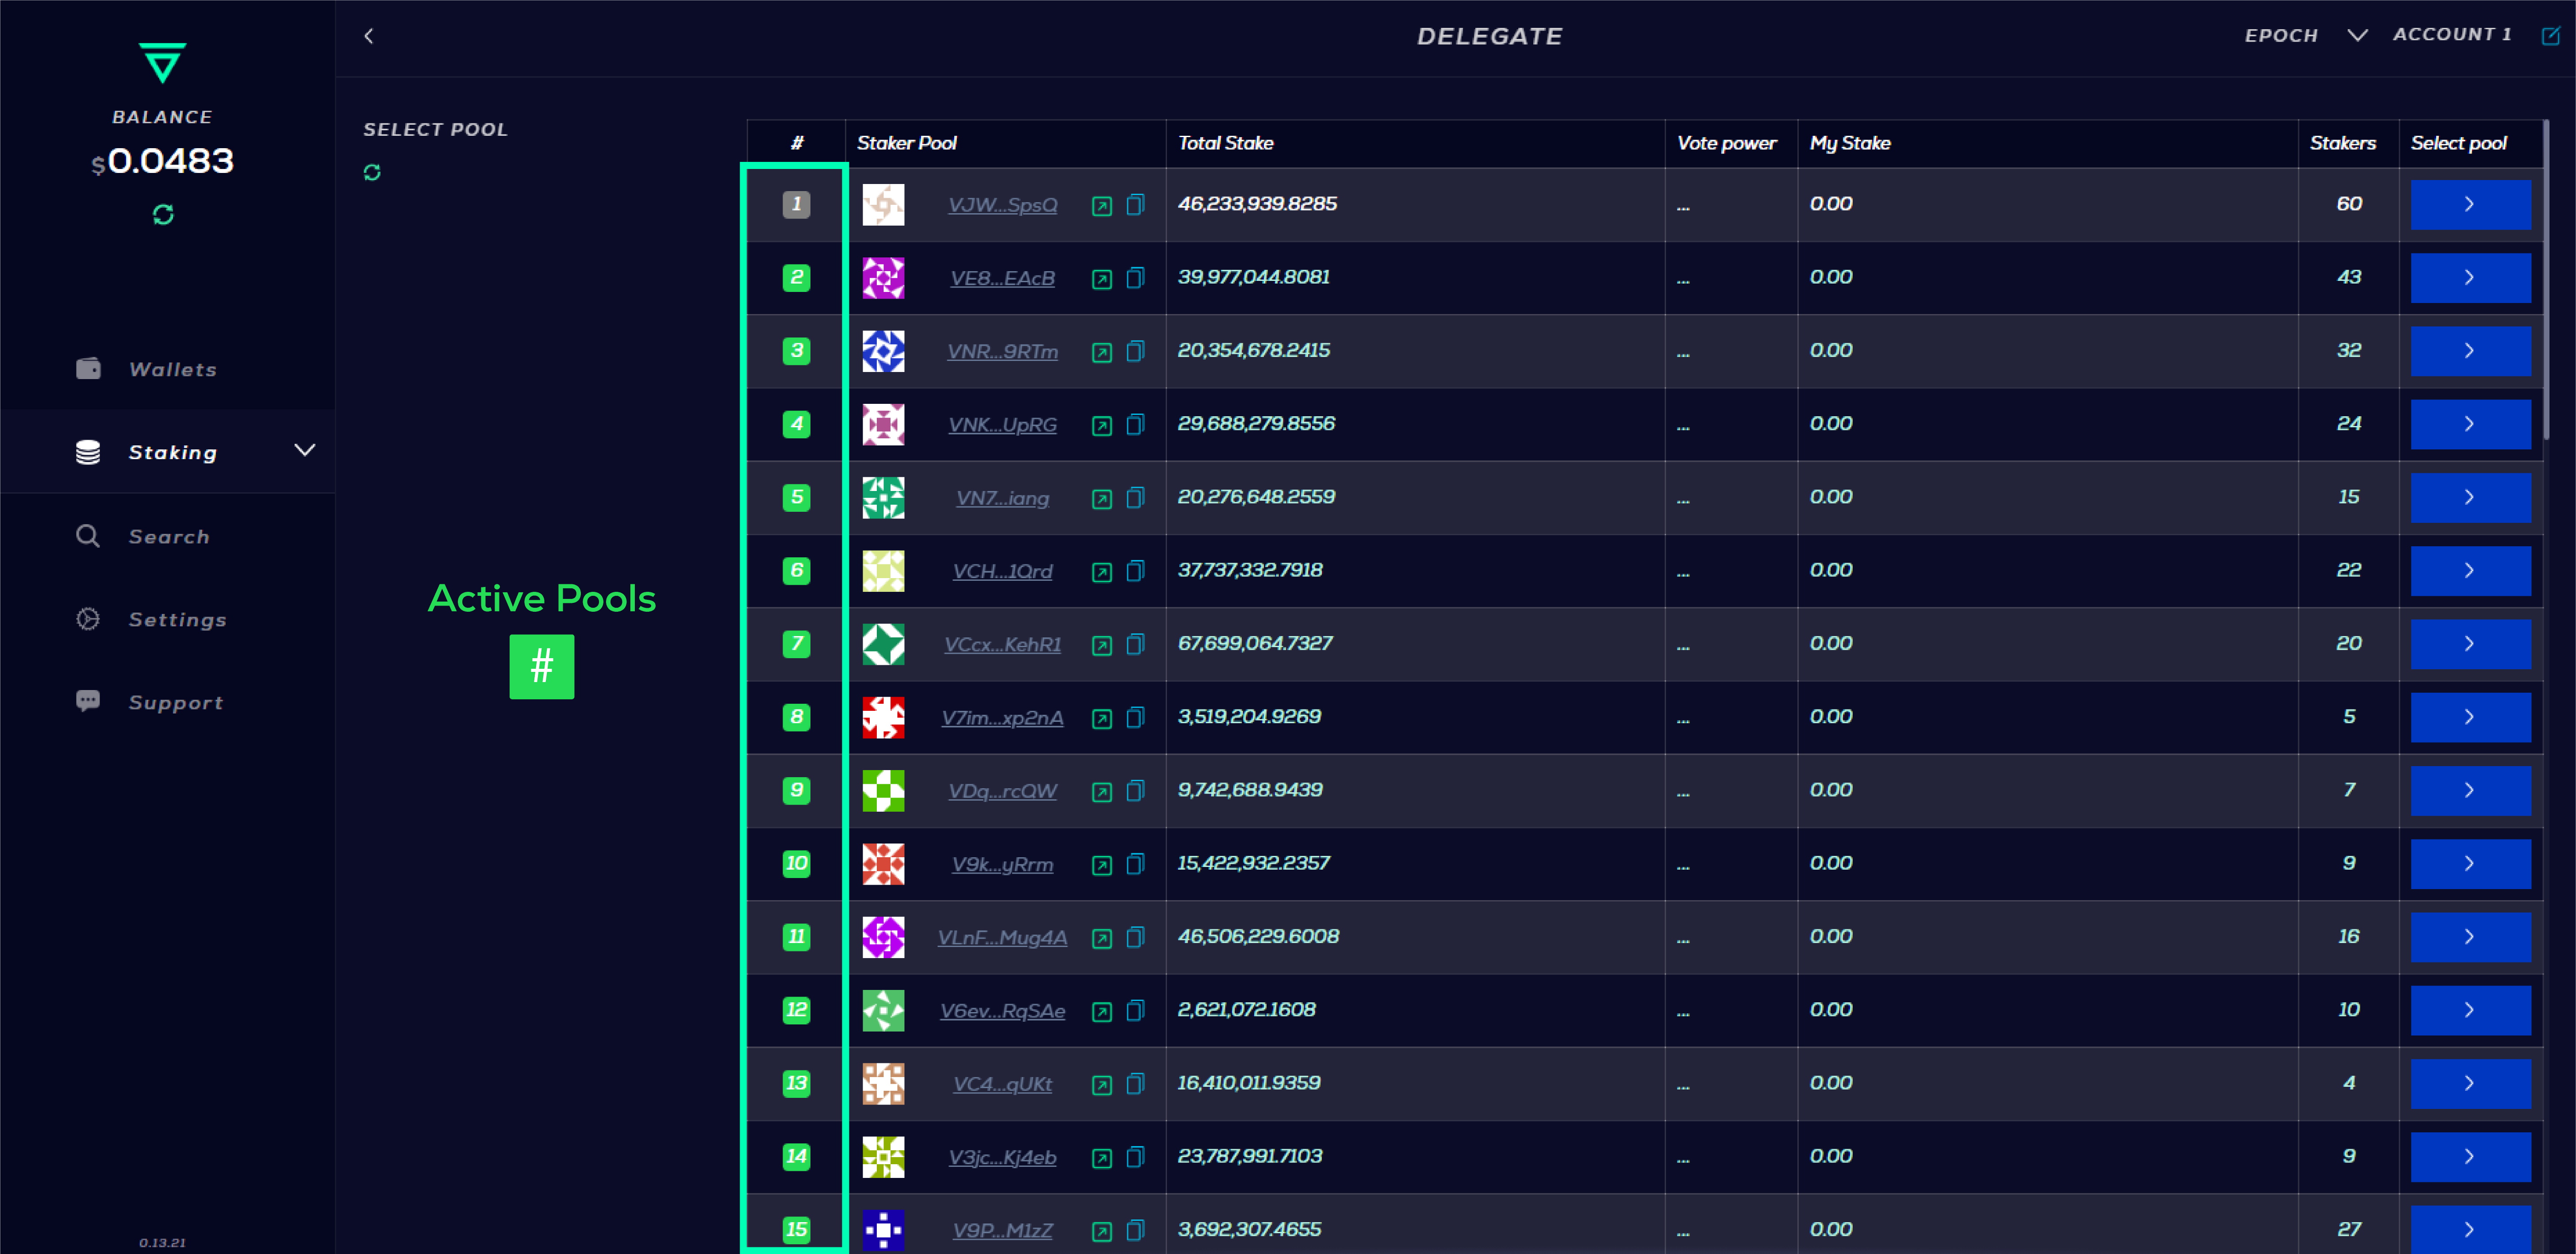 DELEGATE
EPOCH ACCOUNT 1
BALANCE
$0.0483
Wallets
Staking
Search
Settings
Support
0.13.21
SELECT POOL
Active Pools
#
# Staker Pool Total Stake Vote power My Stake Stakers Select pool
1 VJW...SpsQ 46,233,939.8285 ... 0.00 60
2 VE8...EAcB 39,977,044.8081 ... 0.00 43
3 VNR...9RTm 20,354,678.2415 ... 0.00 32
4 VNK...UpRG 29,688,279.8556 ... 0.00 24
5 VN7...iang 20,276,648.2559 ... 0.00 15
6 VCH...1Qrd 37,737,332.7918 ... 0.00 22
7 VCcx...KehR1 67,699,064.7327 ... 0.00 20
8 V7im...xp2nA 3,519,204.9269 ... 0.00 5
9 VDq...rcQW 9,742,688.9439 ... 0.00 7
10 V9k...yRrm 15,422,932.2357 ... 0.00 9
11 VLnF...Mug4A 46,506,229.6008 ... 0.00 16
12 V6ev...RqSAe 2,621,072.1608 ... 0.00 10
13 VC4...qUKt 16,410,011.9359 ... 0.00 4
14 V3jc...Kj4eb 23,787,991.7103 ... 0.00 9
15 V9P...M1zZ 3,692,307.4655 ... 0.00 27